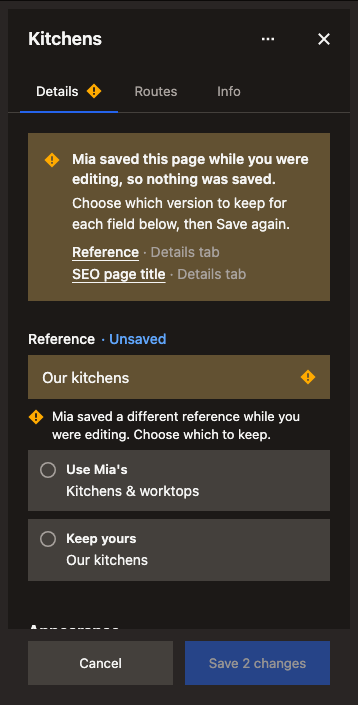 Kitchens
Details
Routes
Info
Mia saved this page while you were
editing, so nothing was saved.
Choose which version to keep for
each field below, then Save again.
Reference · Details tab
SEO page title · Details tab
Reference · Unsaved
Our kitchens
Mia saved a different reference while you
were editing. Choose which to keep.
Use Mia's
Kitchens & worktops
Keep yours
Our kitchens
Cancel
Save 2 changes